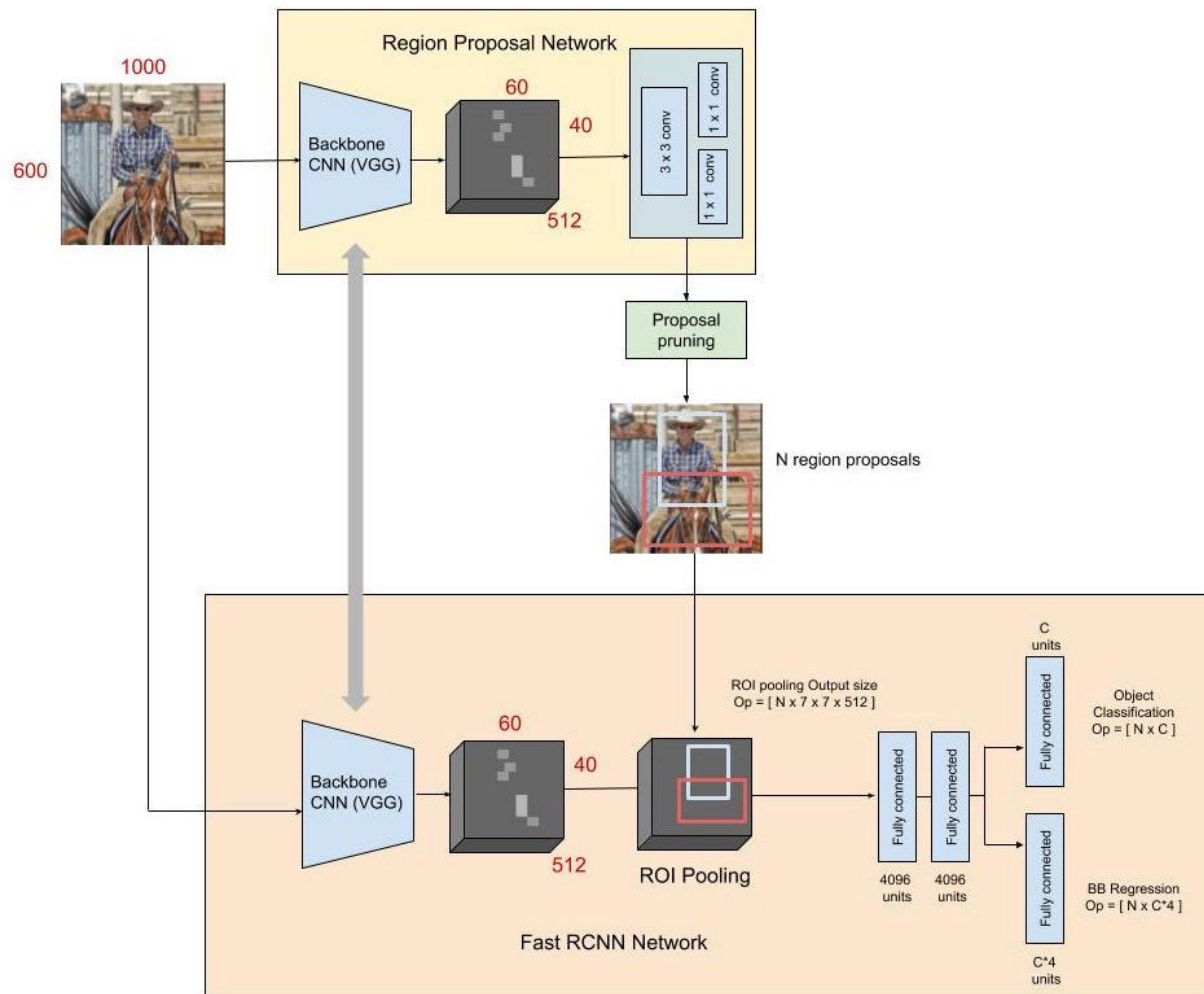 Region Proposal Network
1000
600
Backbone
CNN (VGG)
60
40
512
3 x 3 conv
1 x 1 conv
1 x 1 conv
Proposal
pruning
N region proposals
Backbone
CNN (VGG)
60
40
512
ROI Pooling
ROI pooling Output size
Op = [ N x 7 x 7 x 512 ]
Fully connected
4096
units
Fully connected
4096
units
C
units
Fully connected
Object
Classification
Op = [ N x C ]
Fully connected
C*4
units
BB Regression
Op = [ N x C*4 ]
Fast RCNN Network